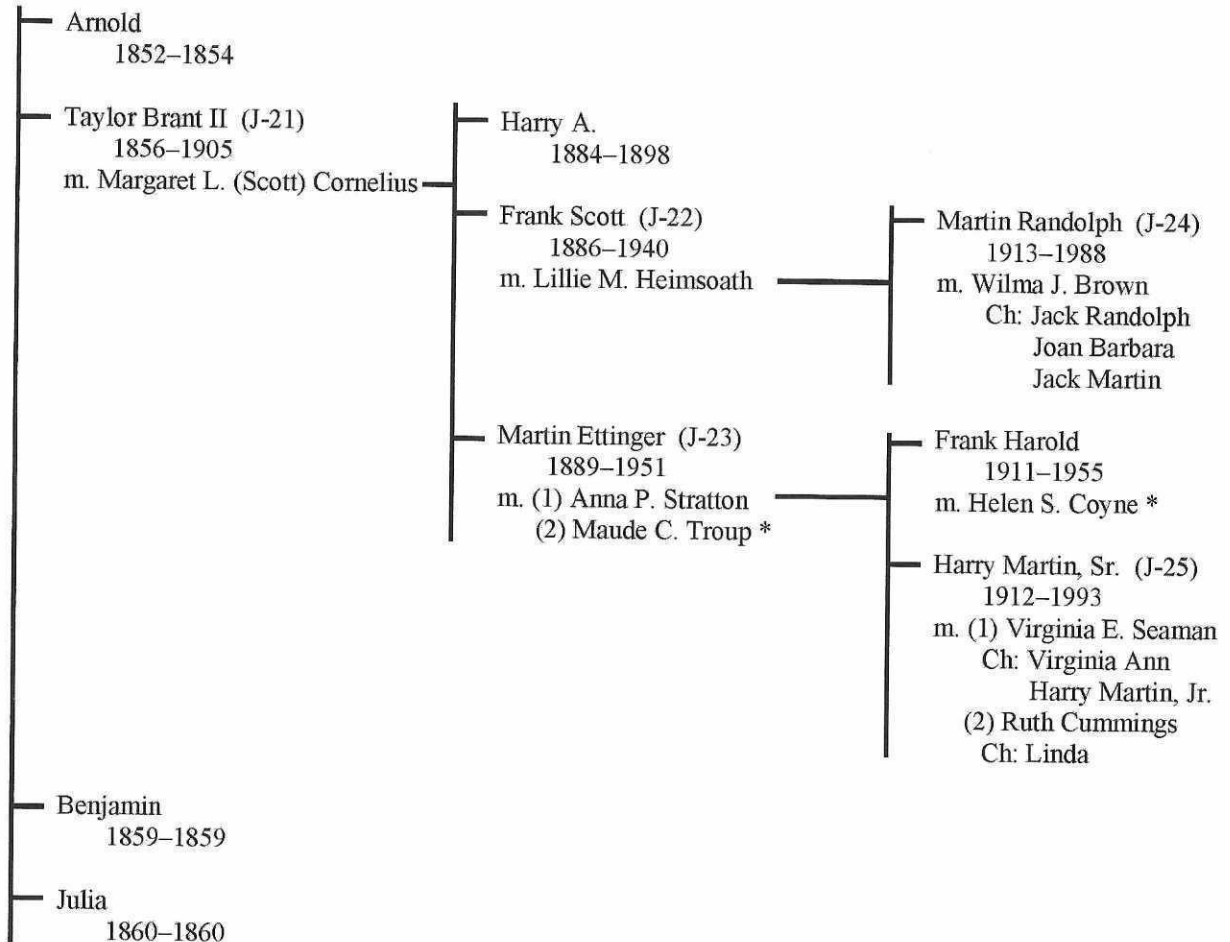 Arnold
1852–1854
Taylor Brant II (J-21)
1856–1905
m. Margaret L. (Scott) Cornelius
Harry A.
1884–1898
Frank Scott (J-22)
1886–1940
m. Lillie M. Heimsoath
Martin Randolph (J-24)
1913–1988
m. Wilma J. Brown
Ch: Jack Randolph
Joan Barbara
Jack Martin
Martin Ettinger (J-23)
1889–1951
m. (1) Anna P. Stratton
(2) Maude C. Troup *
Frank Harold
1911–1955
m. Helen S. Coyne *
Harry Martin, Sr. (J-25)
1912–1993
m. (1) Virginia E. Seaman
Ch: Virginia Ann
Harry Martin, Jr.
(2) Ruth Cummings
Ch: Linda
Benjamin
1859–1859
Julia
1860–1860